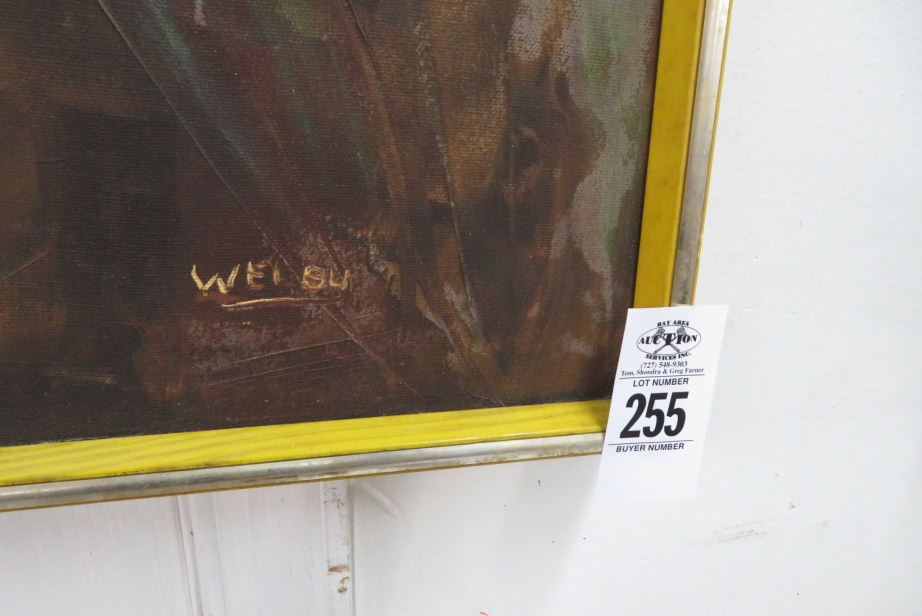 WELBU
BAY AREA
AUCTION
SERVICES INC.
(727) 548-9303
Tom, Shondra & Greg Farner
LOT NUMBER
255
BUYER NUMBER